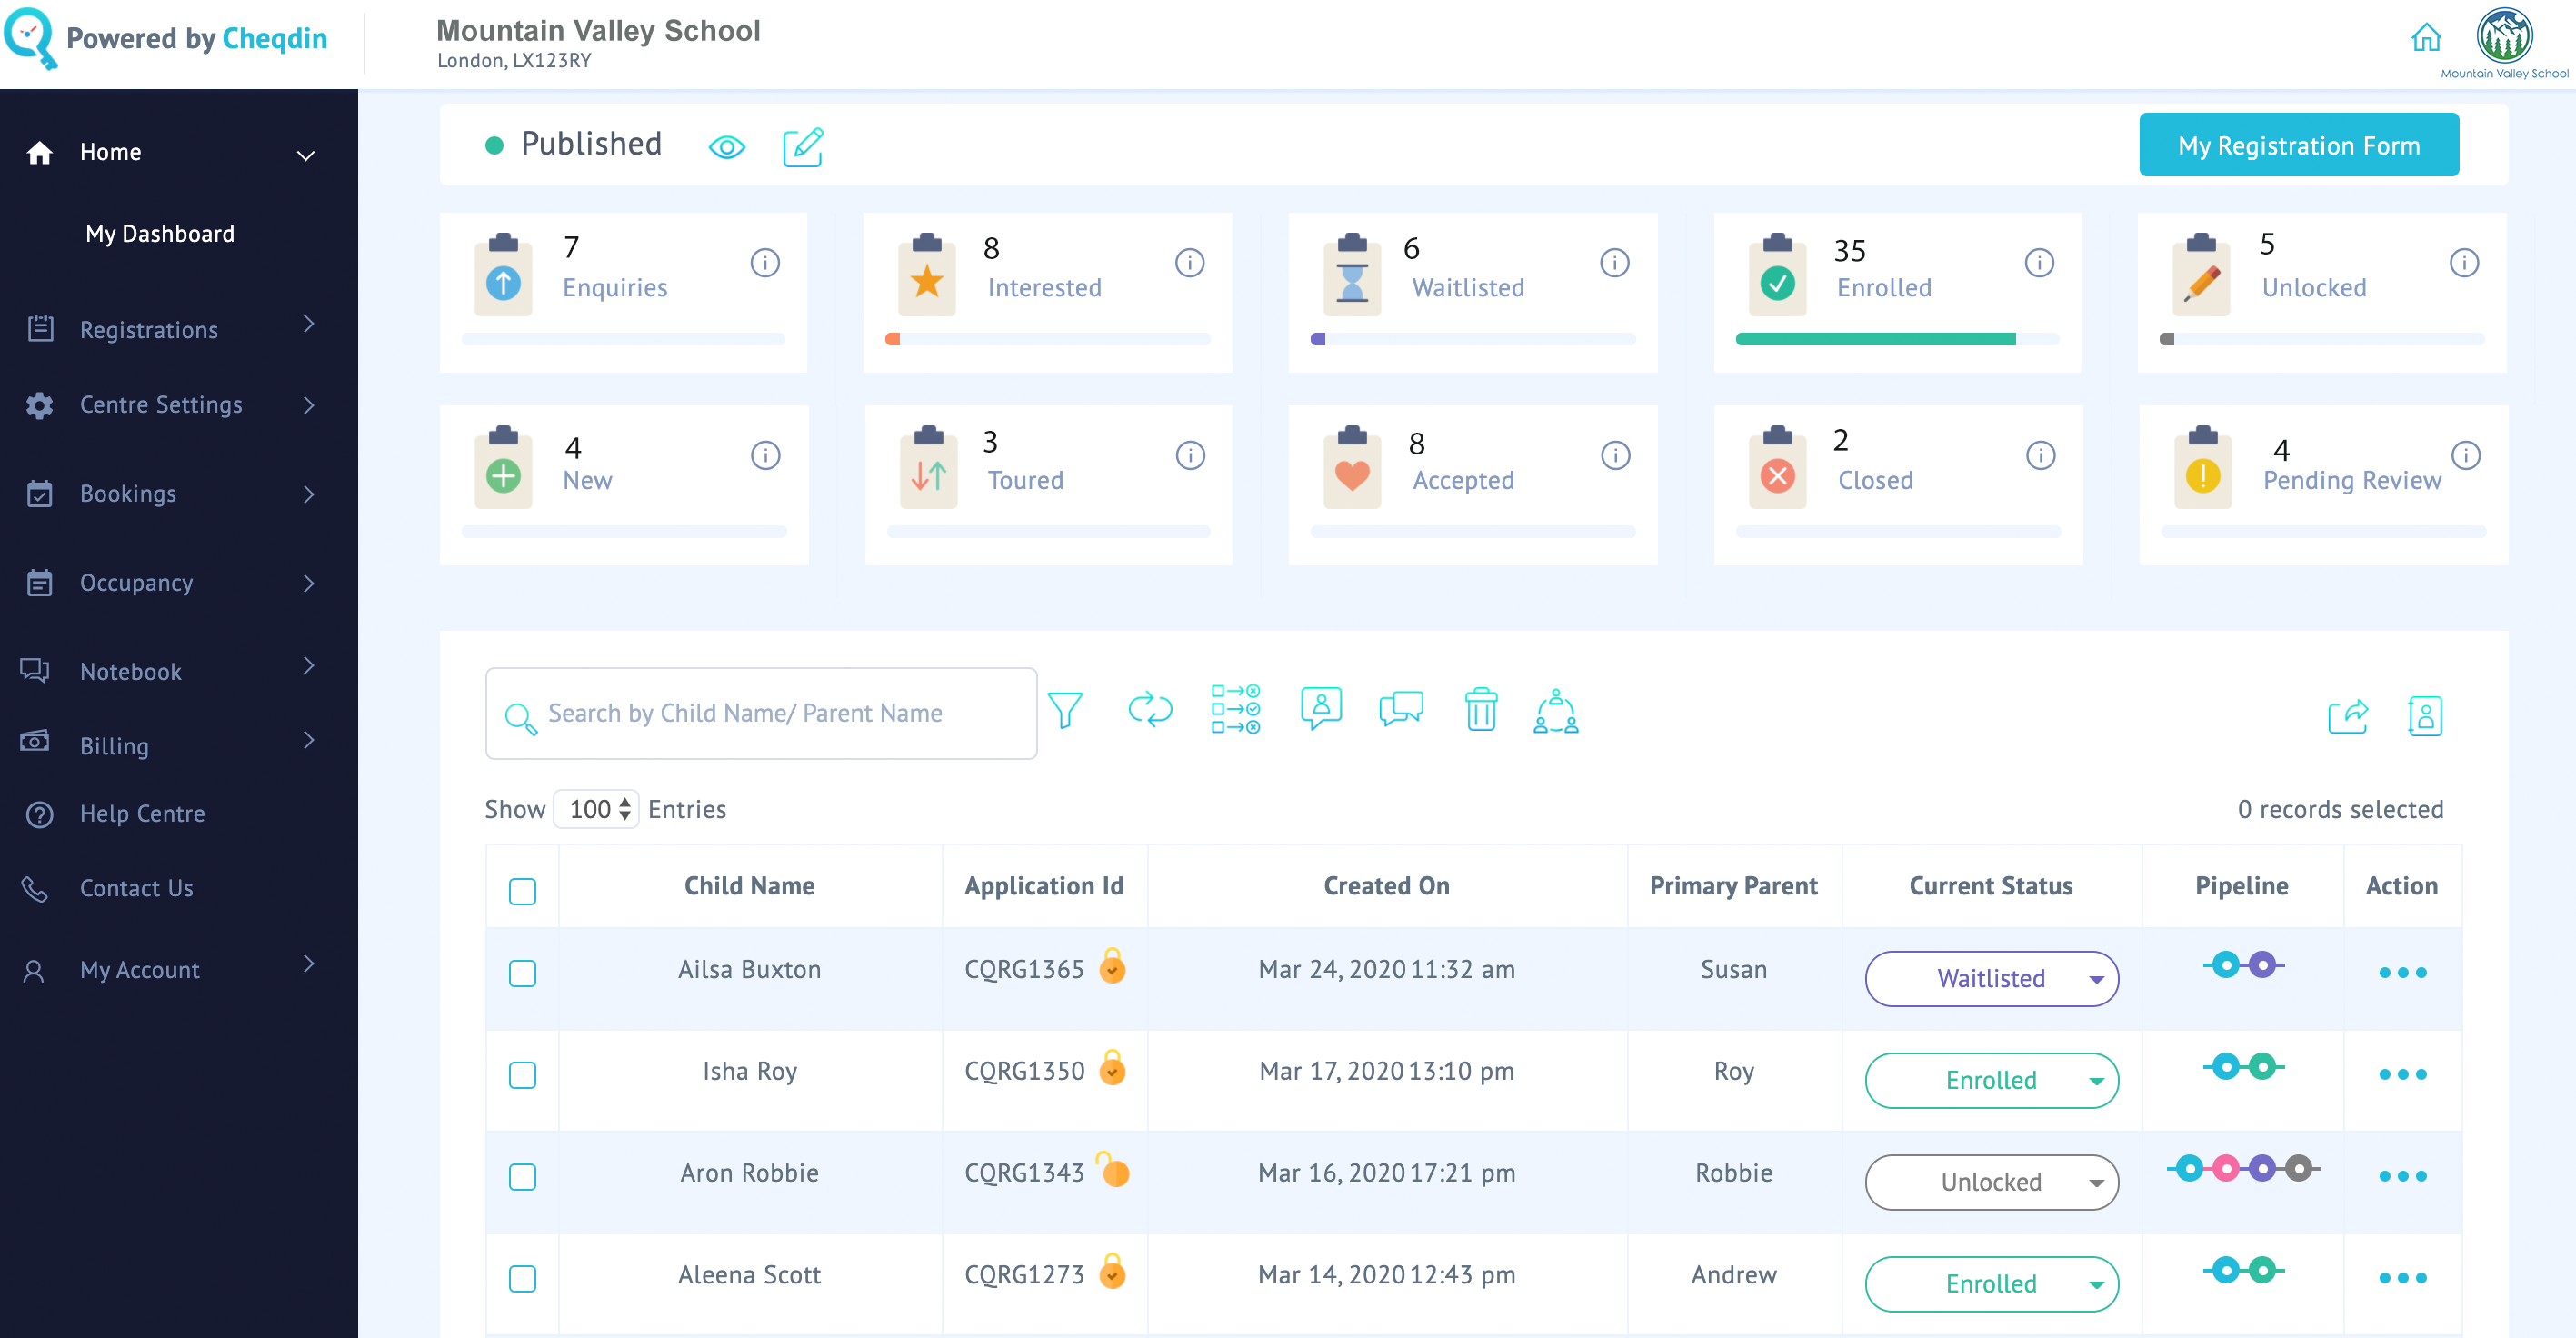 Powered by Cheqdin
Mountain Valley School
London, LX123RY
Mountain Valley School
Home
My Dashboard
Registrations
Centre Settings
Bookings
Occupancy
Notebook
Billing
Help Centre
Contact Us
My Account
Published
My Registration Form
7
Enquiries
8
Interested
6
Waitlisted
35
Enrolled
5
Unlocked
4
New
3
Toured
8
Accepted
2
Closed
4
Pending Review
Search by Child Name/ Parent Name
Show 100 Entries
0 records selected
Child Name Application Id Created On Primary Parent Current Status Pipeline Action
Ailsa Buxton CQRG1365 Mar 24, 2020 11:32 am Susan Waitlisted
Isha Roy CQRG1350 Mar 17, 2020 13:10 pm Roy Enrolled
Aron Robbie CQRG1343 Mar 16, 2020 17:21 pm Robbie Unlocked
Aleena Scott CQRG1273 Mar 14, 2020 12:43 pm Andrew Enrolled